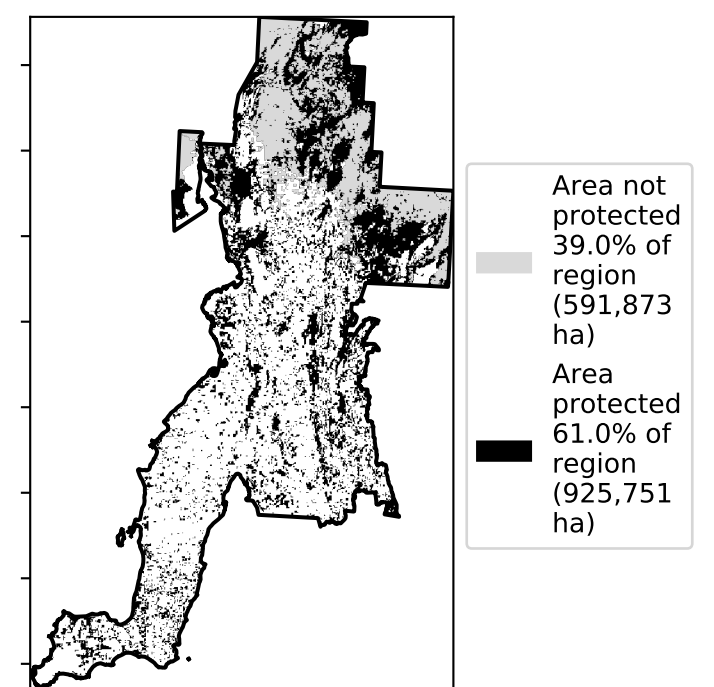 Area not
protected
39.0% of
region
(591,873
ha)
Area
protected
61.0% of
region
(925,751
ha)